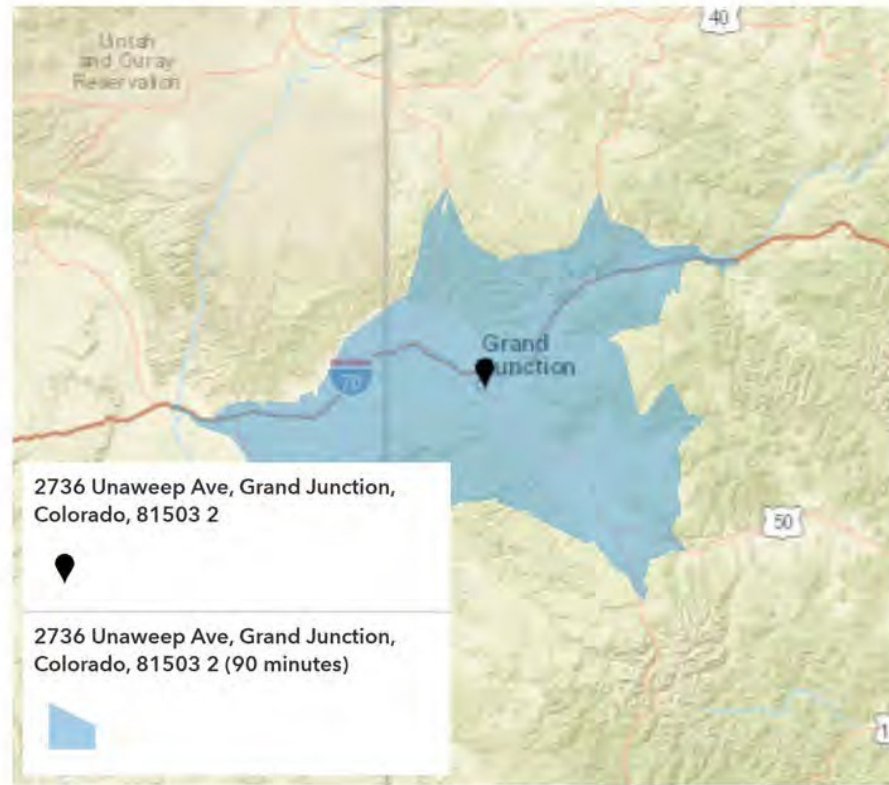 40
Uintah
and Ouray
Reservation
Grand
Junction
70
2736 Unaweep Ave, Grand Junction,
Colorado, 81503 2
50
2736 Unaweep Ave, Grand Junction,
Colorado, 81503 2 (90 minutes)
1